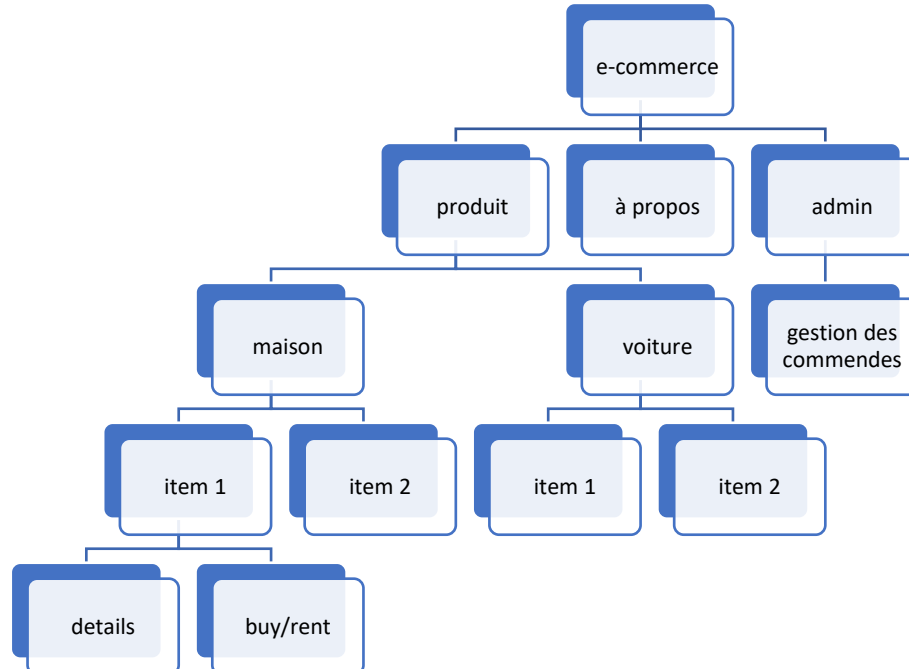 e-commerce
produit
à propos
admin
maison
voiture
gestion des
commendes
item 1
item 2
item 1
item 2
details
buy/rent